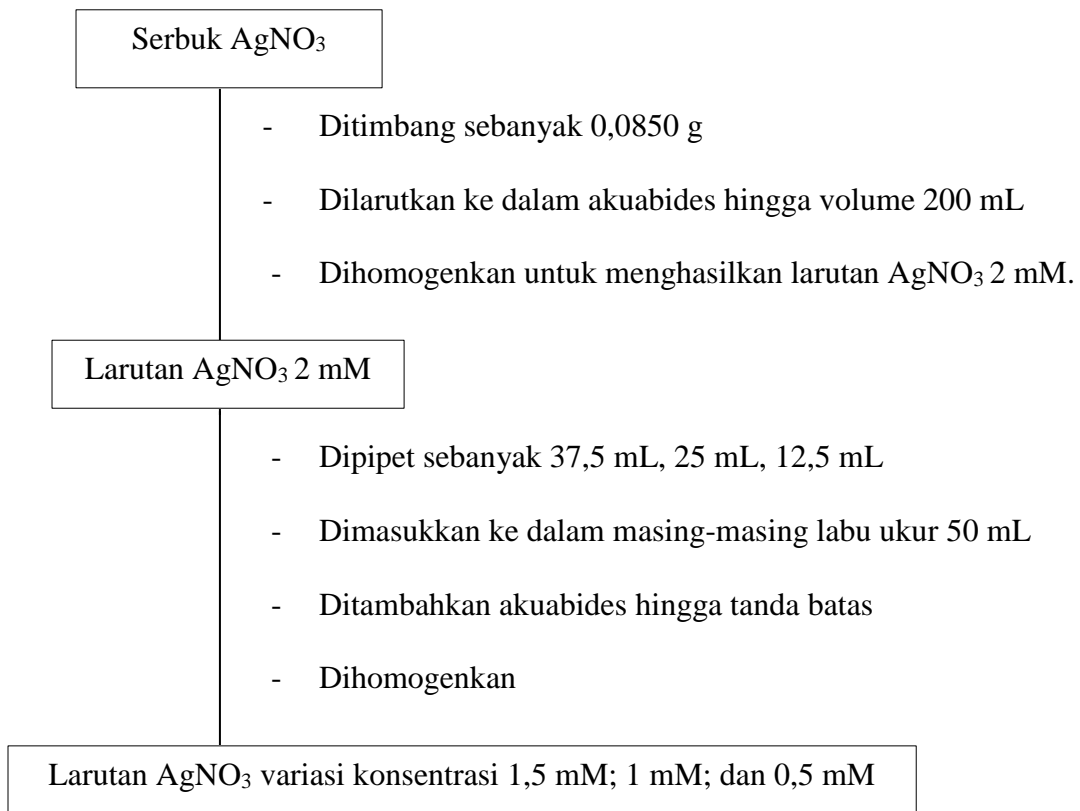 Serbuk AgNO₃
- Ditimbang sebanyak 0,0850 g
- Dilarutkan ke dalam akuabides hingga volume 200 mL
- Dihomogenkan untuk menghasilkan larutan AgNO₃ 2 mM.
Larutan AgNO₃ 2 mM
- Dipipet sebanyak 37,5 mL, 25 mL, 12,5 mL
- Dimasukkan ke dalam masing-masing labu ukur 50 mL
- Ditambahkan akuabides hingga tanda batas
- Dihomogenkan
Larutan AgNO₃ variasi konsentrasi 1,5 mM; 1 mM; dan 0,5 mM